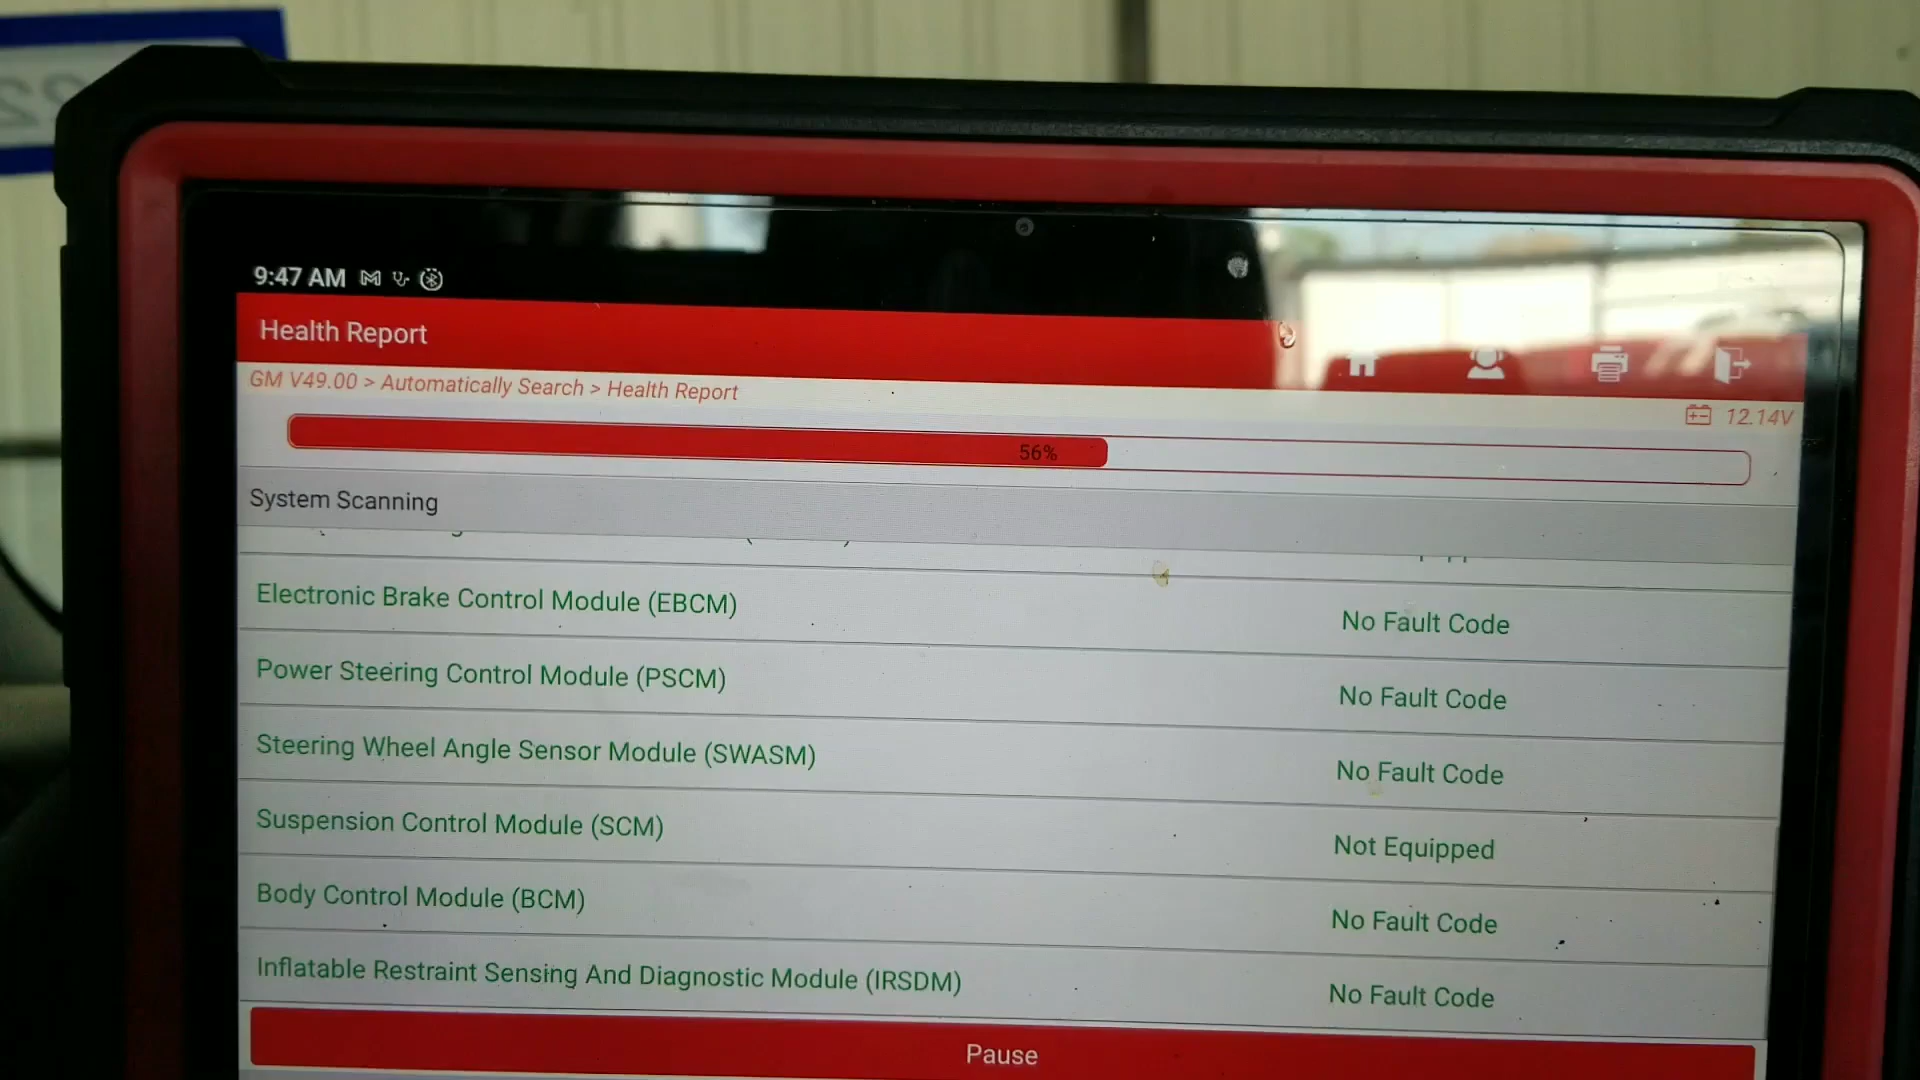 9:47 AM
Health Report
GM V49.00 > Automatically Search > Health Report
12.14V
56%
System Scanning
Electronic Brake Control Module (EBCM) No Fault Code
Power Steering Control Module (PSCM) No Fault Code
Steering Wheel Angle Sensor Module (SWASM) No Fault Code
Suspension Control Module (SCM) Not Equipped
Body Control Module (BCM) No Fault Code
Inflatable Restraint Sensing And Diagnostic Module (IRSDM) No Fault Code
Pause